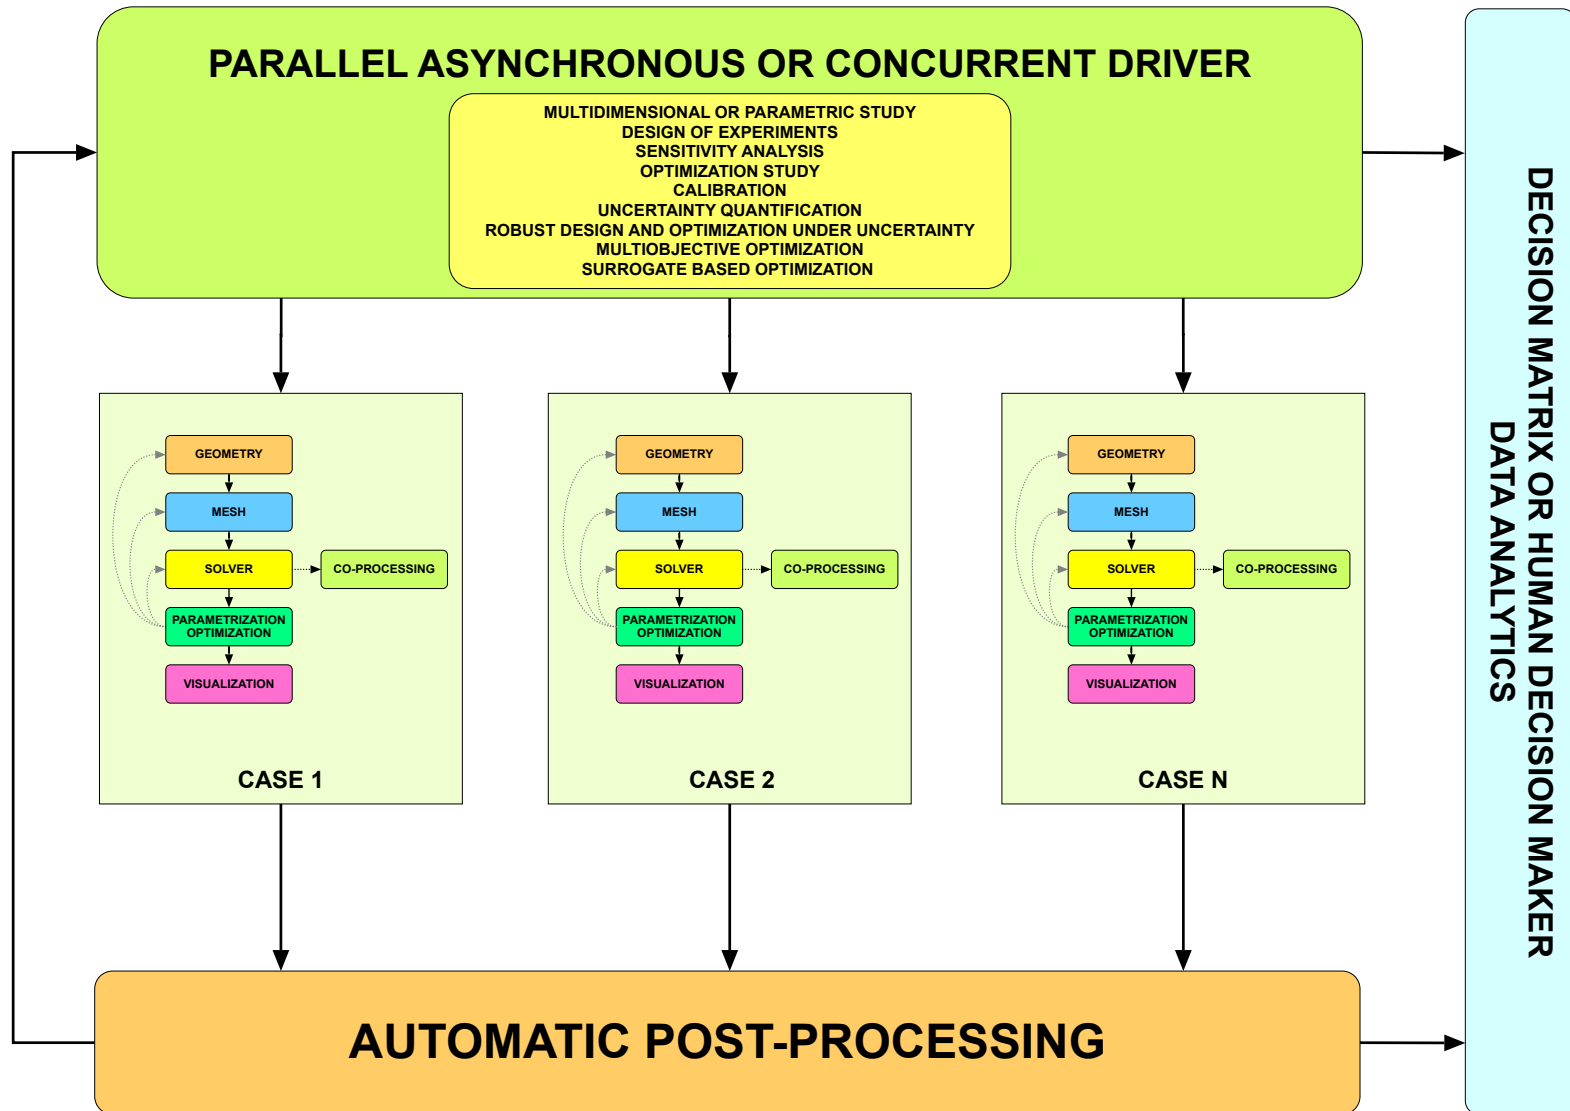 PARALLEL ASYNCHRONOUS OR CONCURRENT DRIVER
MULTIDIMENSIONAL OR PARAMETRIC STUDY
DESIGN OF EXPERIMENTS
SENSITIVITY ANALYSIS
OPTIMIZATION STUDY
CALIBRATION
UNCERTAINTY QUANTIFICATION
ROBUST DESIGN AND OPTIMIZATION UNDER UNCERTAINTY
MULTIOBJECTIVE OPTIMIZATION
SURROGATE BASED OPTIMIZATION
GEOMETRY
MESH
SOLVER
CO-PROCESSING
PARAMETRIZATION
OPTIMIZATION
VISUALIZATION
CASE 1
GEOMETRY
MESH
SOLVER
CO-PROCESSING
PARAMETRIZATION
OPTIMIZATION
VISUALIZATION
CASE 2
GEOMETRY
MESH
SOLVER
CO-PROCESSING
PARAMETRIZATION
OPTIMIZATION
VISUALIZATION
CASE N
AUTOMATIC POST-PROCESSING
DECISION MATRIX OR HUMAN DECISION MAKER
DATA ANALYTICS